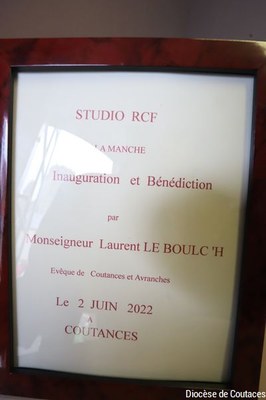 STUDIO RCF
LA MANCHE
Inauguration et Bénédiction
par
Monseigneur Laurent LE BOULC 'H
Evêque de Coutances et Avranches
Le 2 JUIN 2022
A
COUTANCES
Diocèse de Coutaces